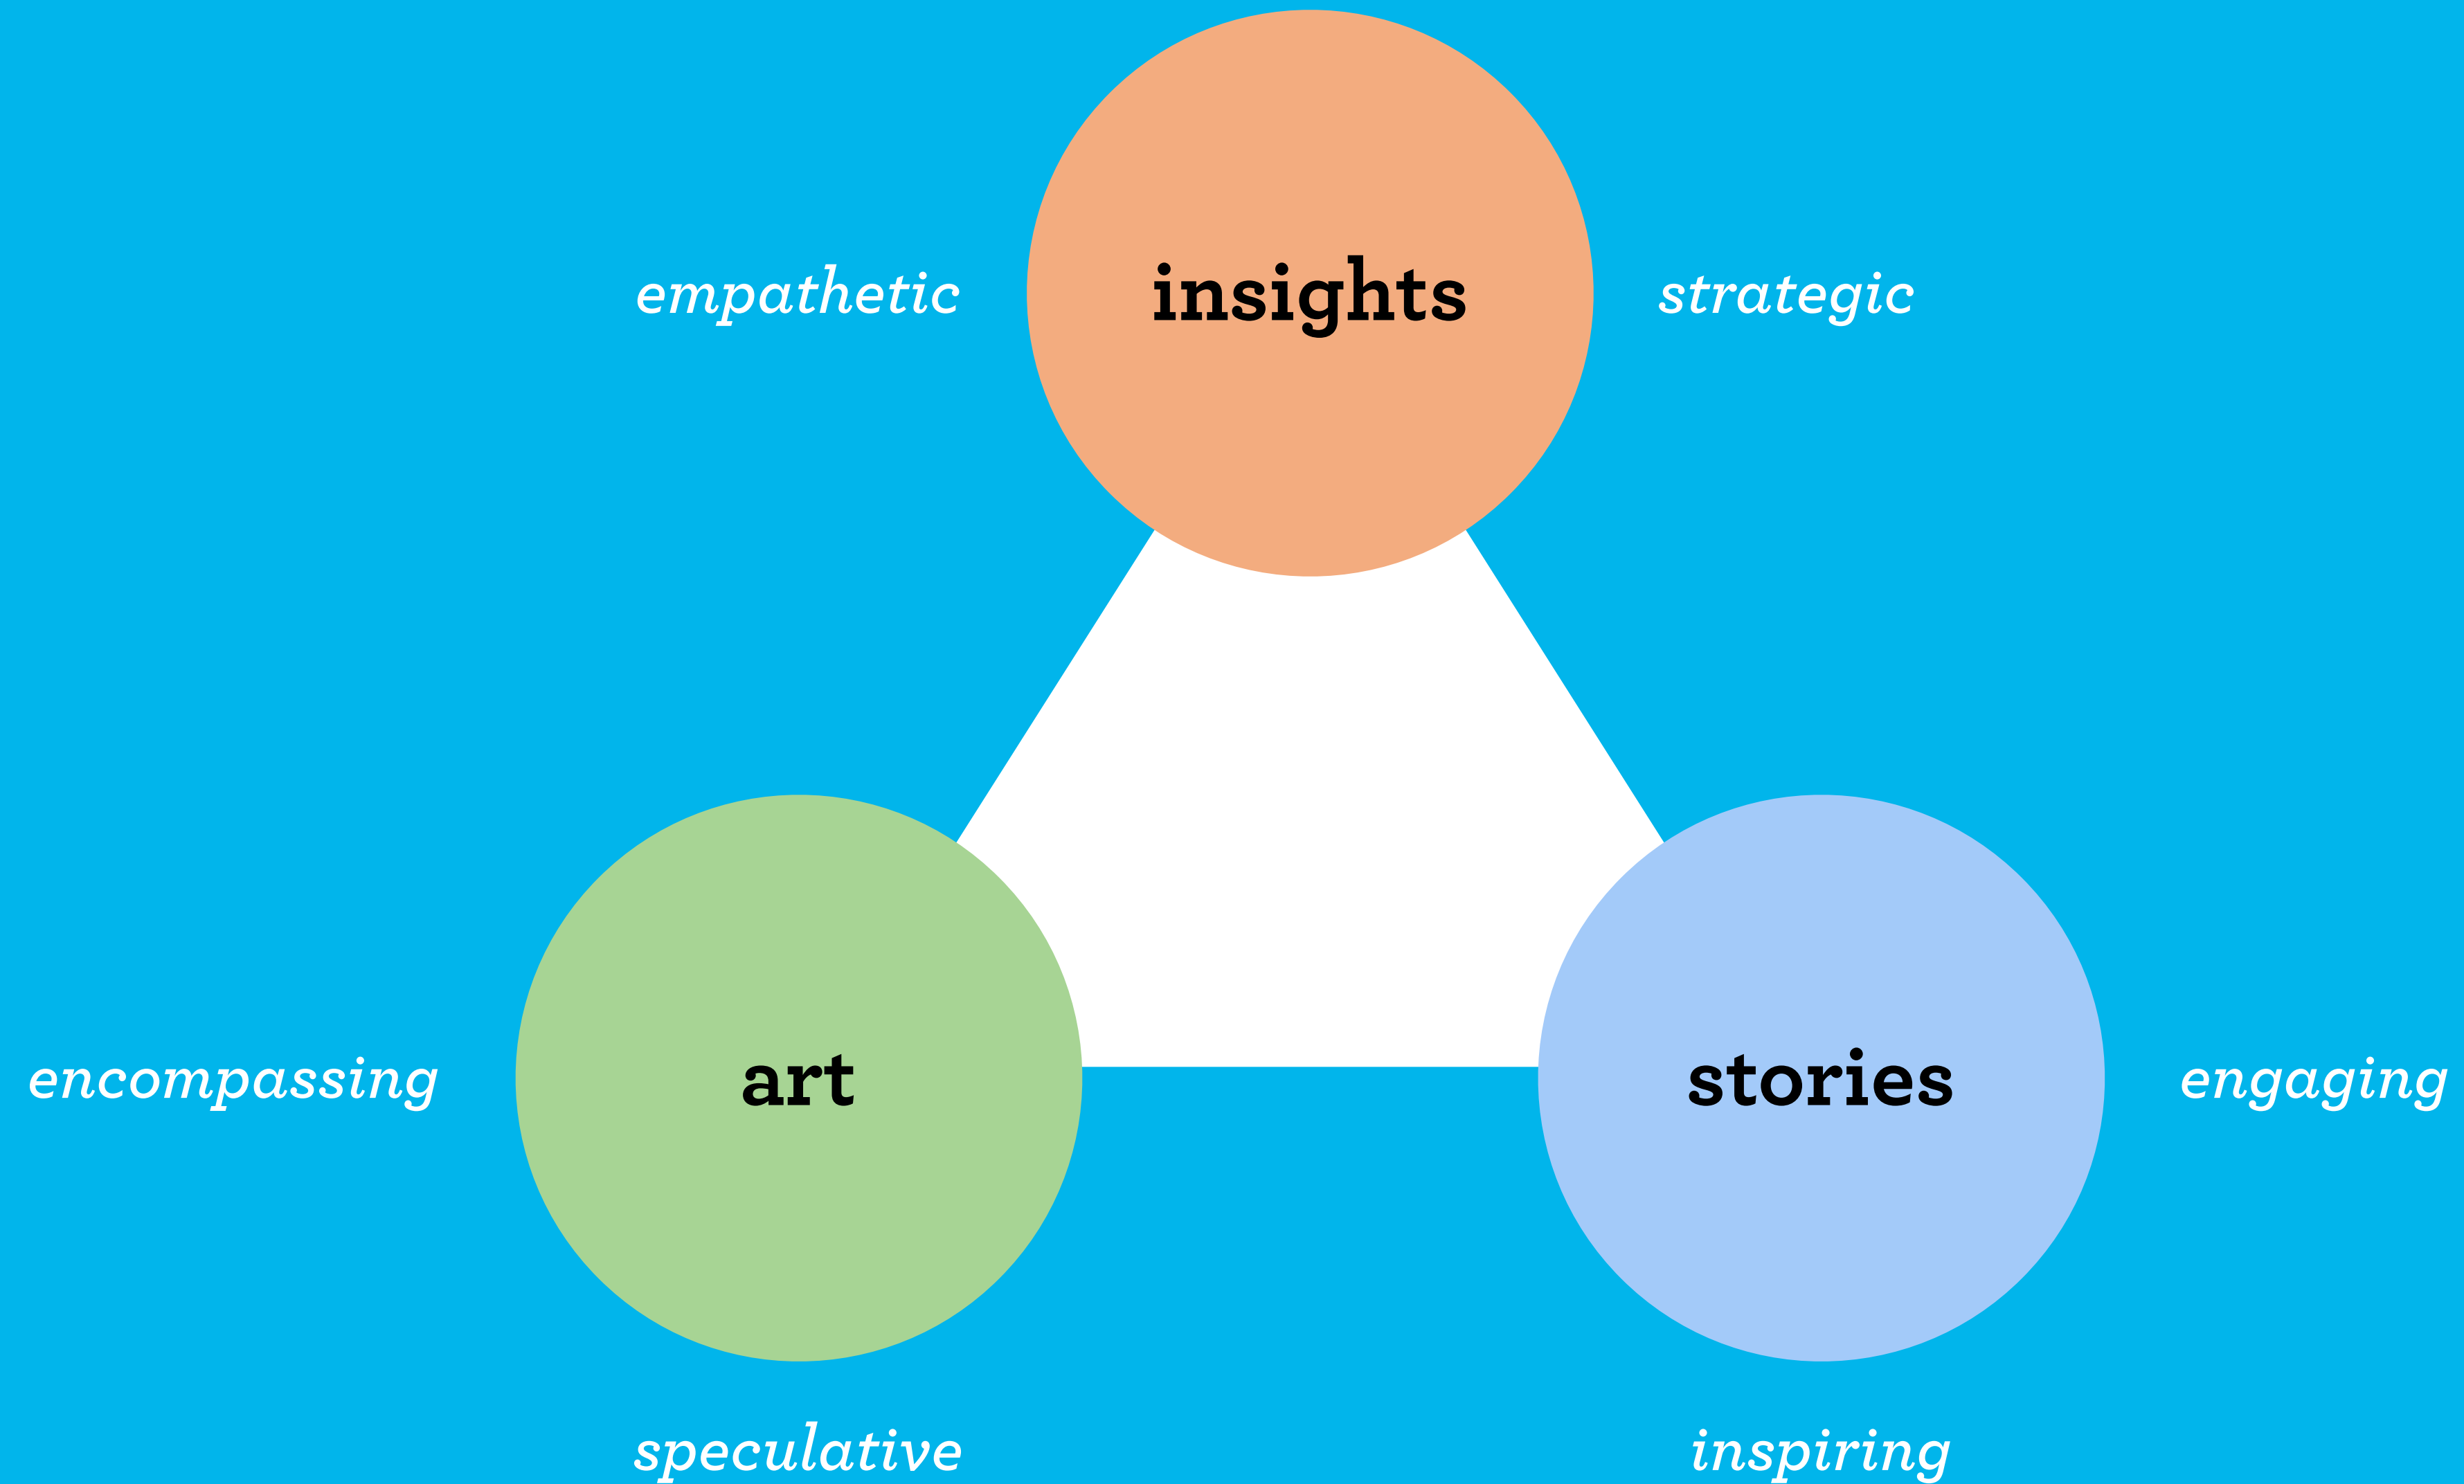 empathetic
insights
strategic
encompassing
art
stories
engaging
speculative
inspiring